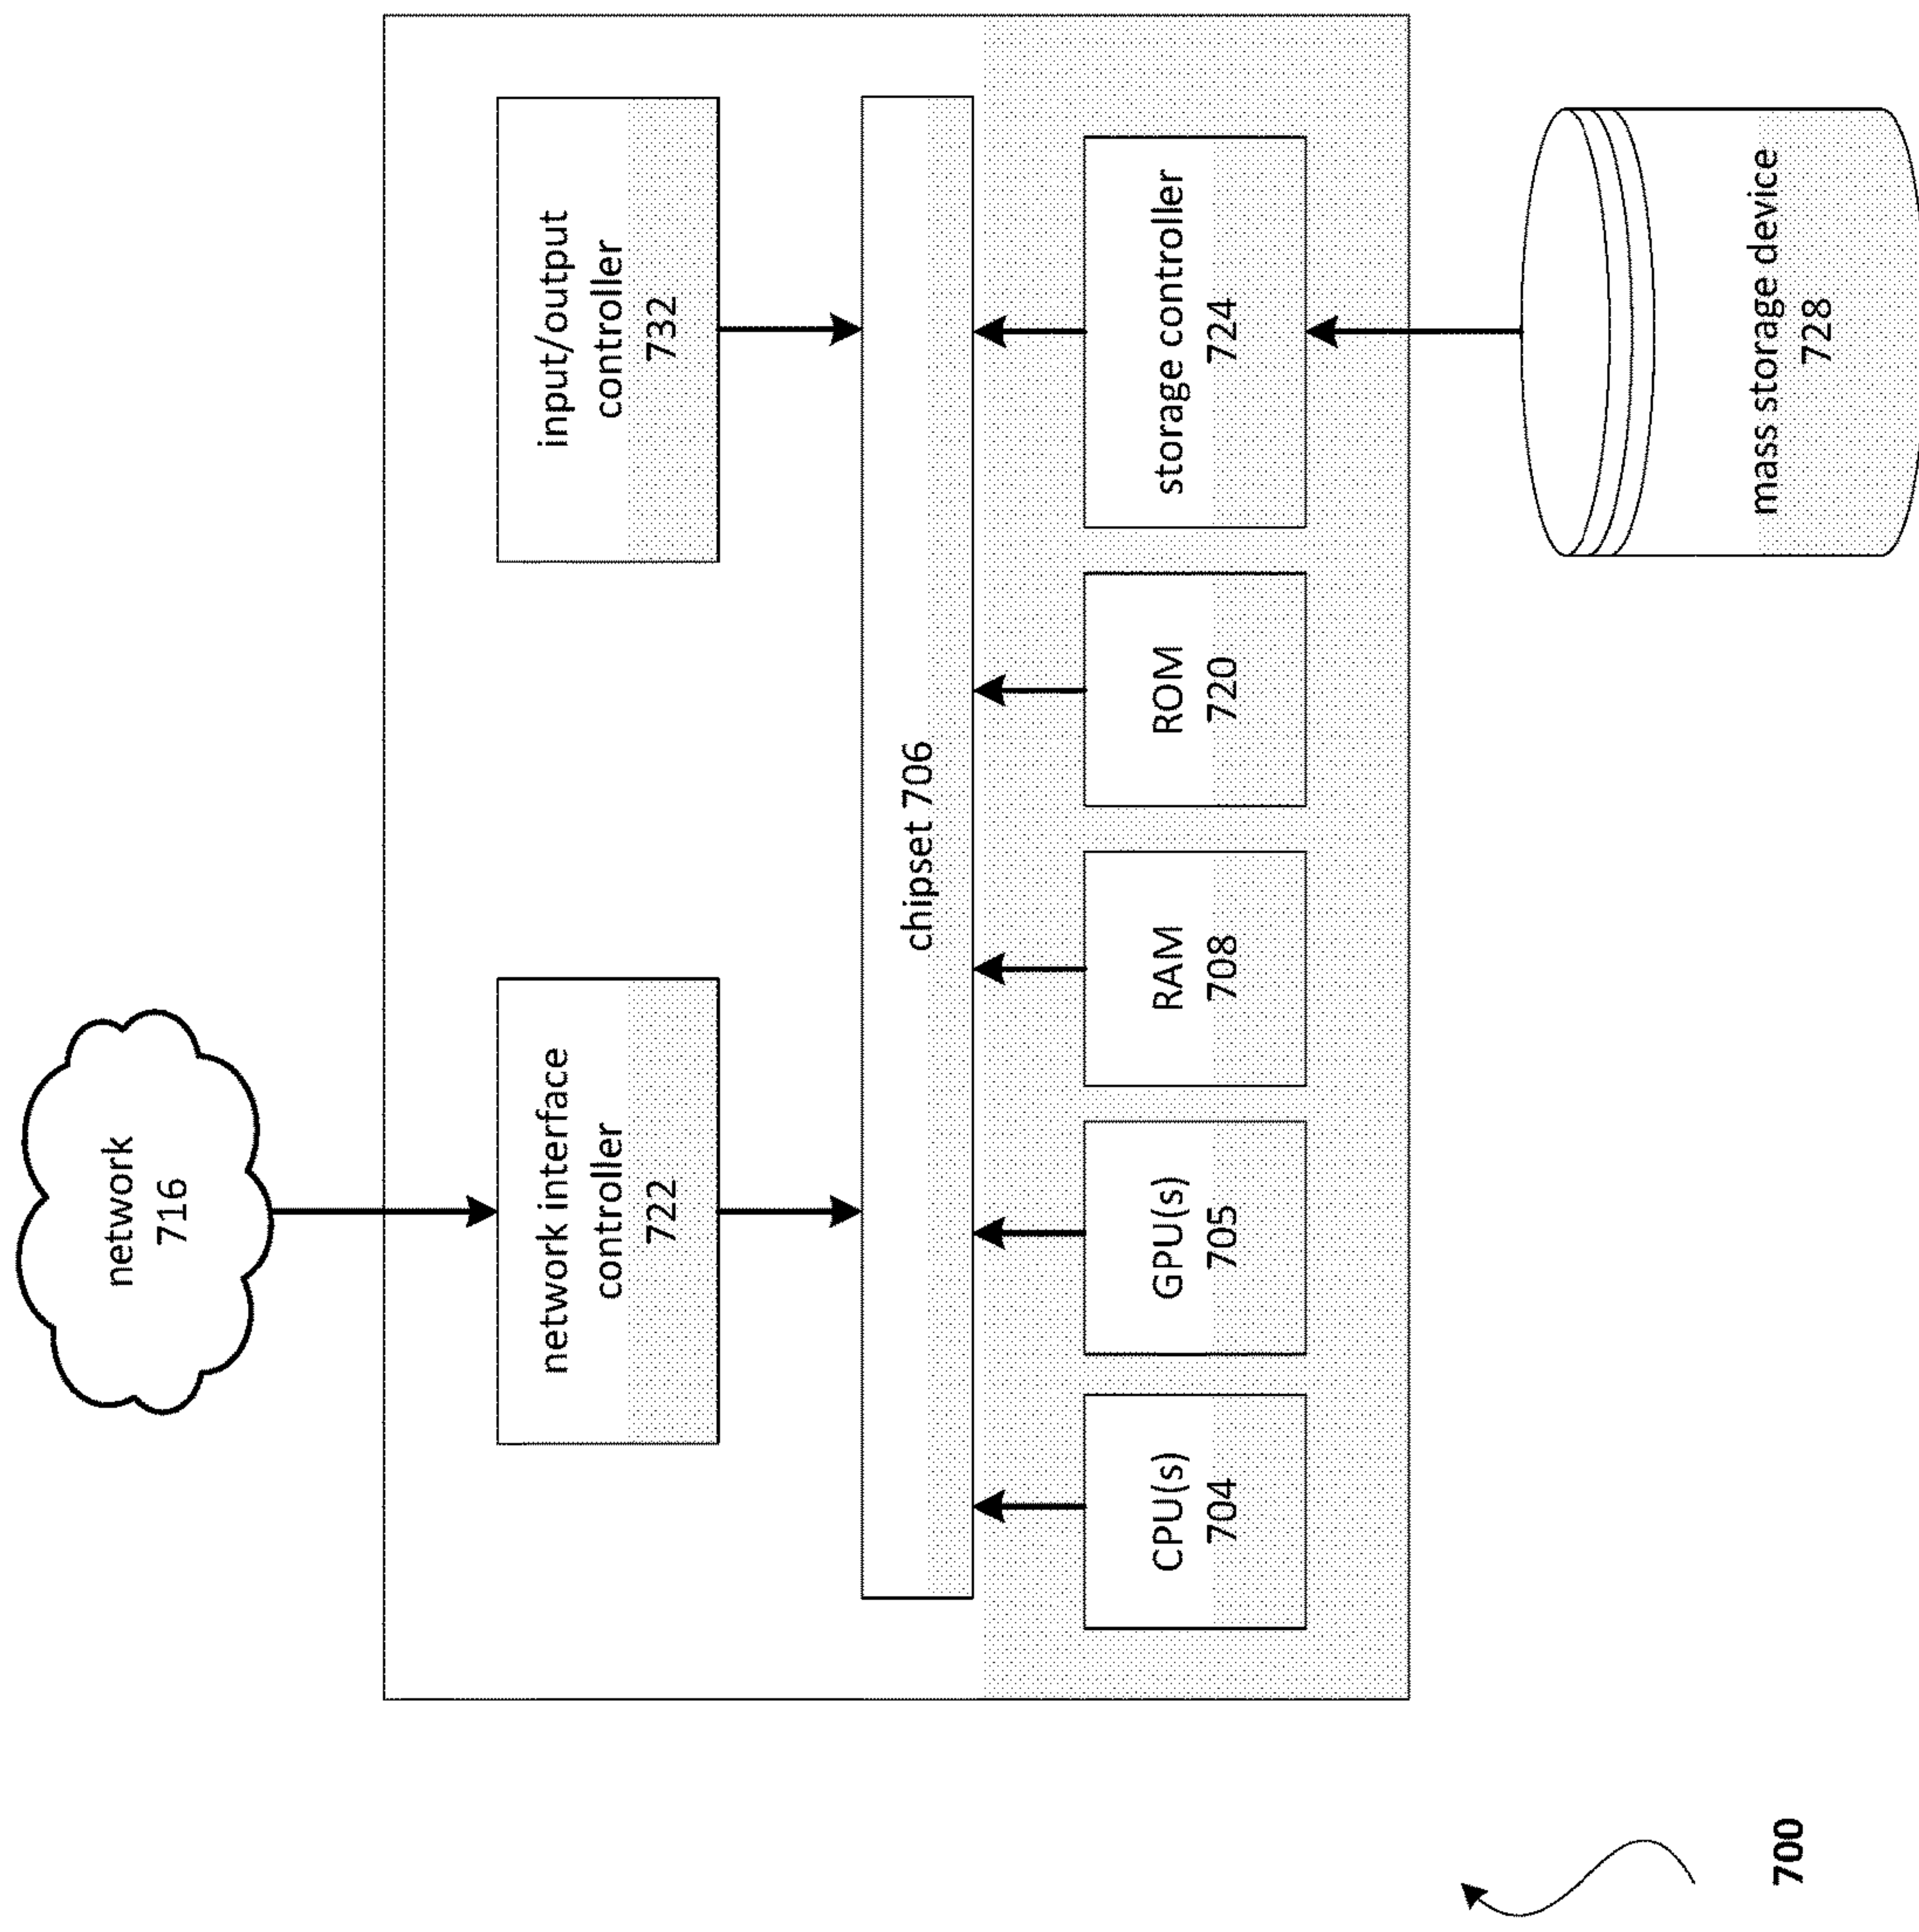 network
716
network interface
controller
722
input/output
controller
732
chipset 706
CPU(s)
704
GPU(s)
705
RAM
708
ROM
720
storage controller
724
mass storage device
728
700